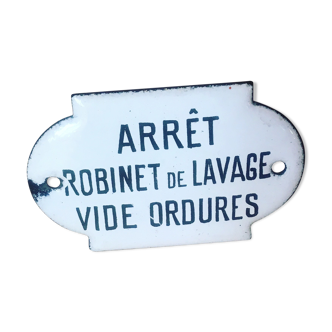 ARRÊT
ROBINET DE LAVAGE
VIDE ORDURES